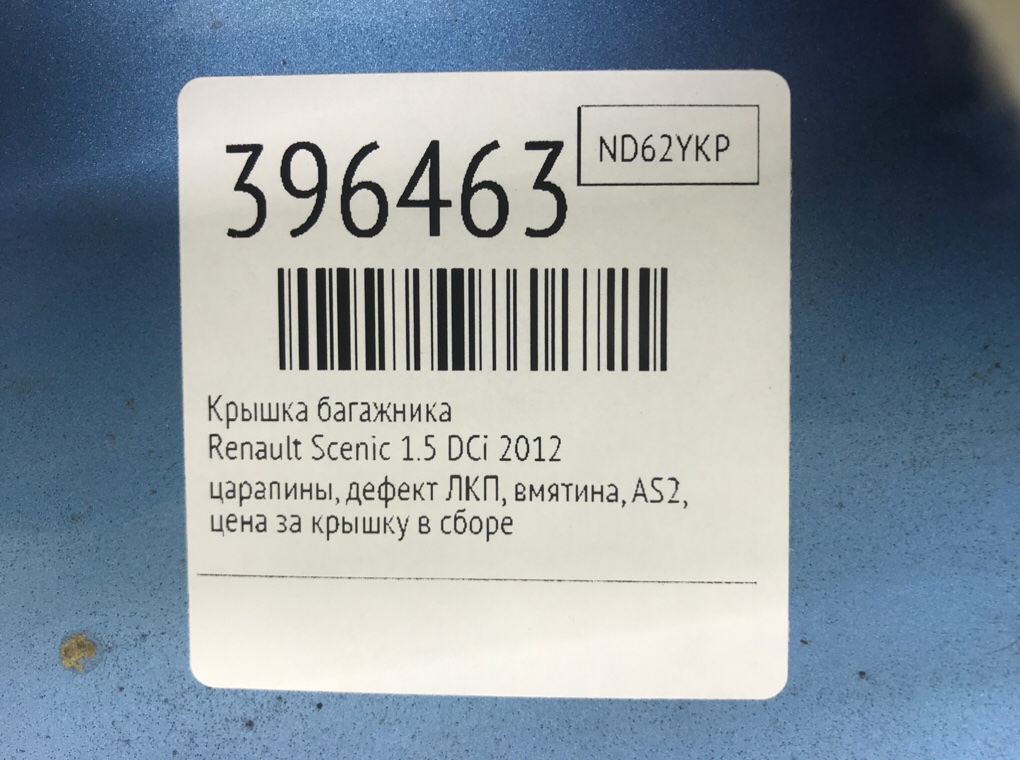 396463
ND62YKP
Крышка багажника
Renault Scenic 1.5 DCi 2012
царапины, дефект ЛКП, вмятина, AS2,
цена за крышку в сборе